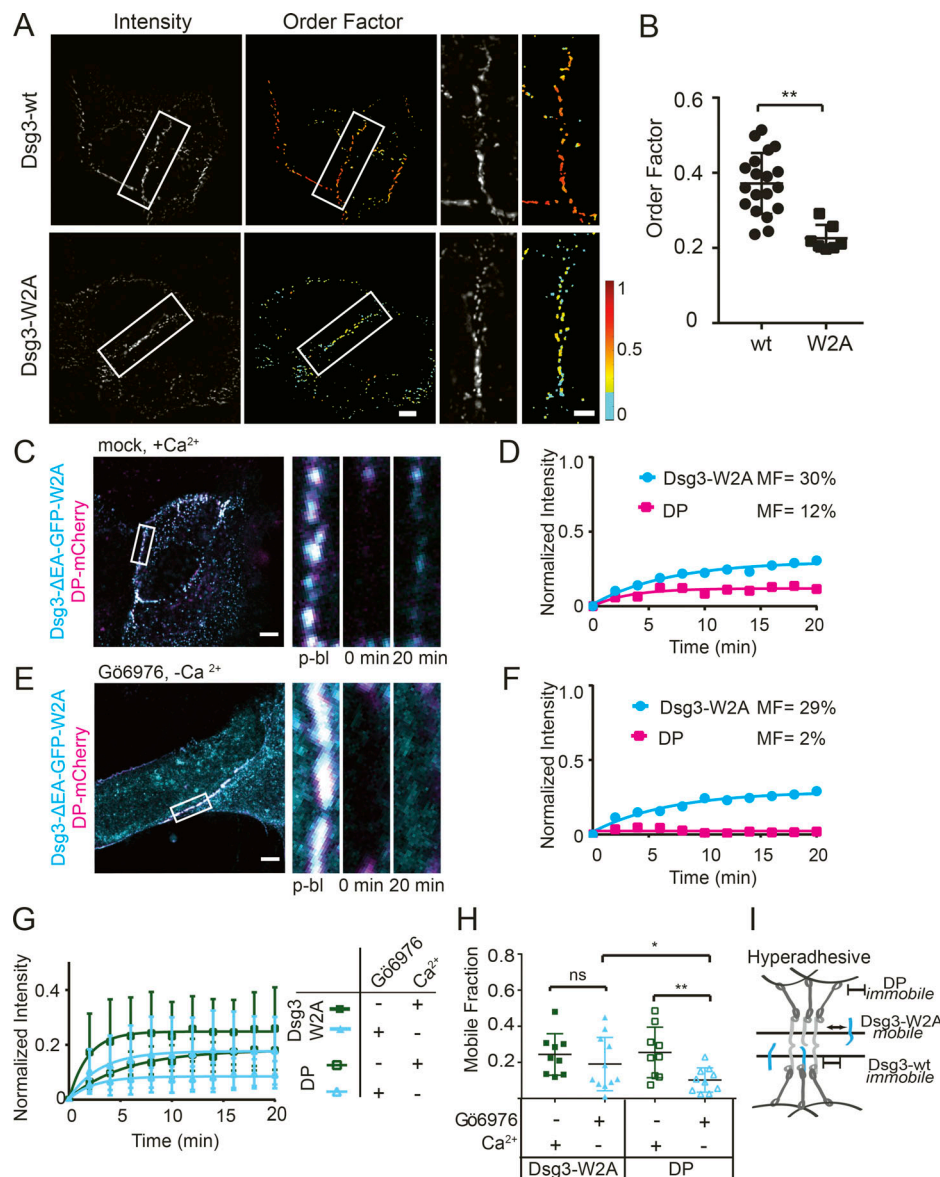 A
Intensity
Order Factor
Dsg3-wt
Dsg3-W2A
1
0.5
0
B
**
Order Factor
0.6
0.4
0.2
0
wt
W2A
C
mock, +Ca²⁺
Dsg3-ΔEA-GFP-W2A
DP-mCherry
p-bl
0 min
20 min
D
Normalized Intensity
1.0
0.5
0
Dsg3-W2A MF= 30%
DP MF= 12%
0 5 10 15 20
Time (min)
E
Gö6976, -Ca ²⁺
Dsg3-ΔEA-GFP-W2A
DP-mCherry
p-bl
0 min
20 min
F
Normalized Intensity
1.0
0.5
0
Dsg3-W2A MF= 29%
DP MF= 2%
0 5 10 15 20
Time (min)
G
Normalized Intensity
0.4
0.2
0
0 5 10 15 20
Time (min)
Gö6976
Ca²⁺
Dsg3
W2A
- +
+ -
DP
- +
+ -
H
Mobile Fraction
0.8
0.6
0.4
0.2
ns
*
**
Gö6976 - + - +
Ca²⁺ + - + -
Dsg3-W2A DP
I
Hyperadhesive
DP
immobile
Dsg3-W2A
mobile
Dsg3-wt
immobile